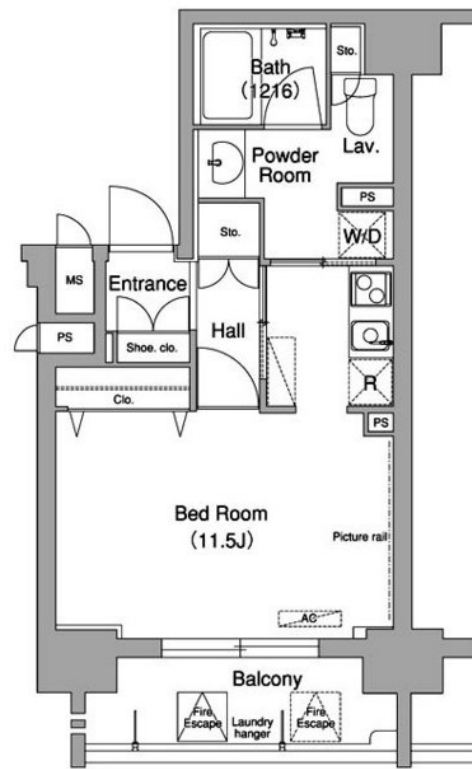 Sto.
Bath
(1216)
Lav.
Powder
Room
PS
Sto.
W/D
MS
Entrance
PS
Shoe. clo.
Hall
R
Clo.
PS
Bed Room
(11.5J)
Picture rail
AC
Balcony
Fire
Escape
Laundry
hanger
Fire
Escape